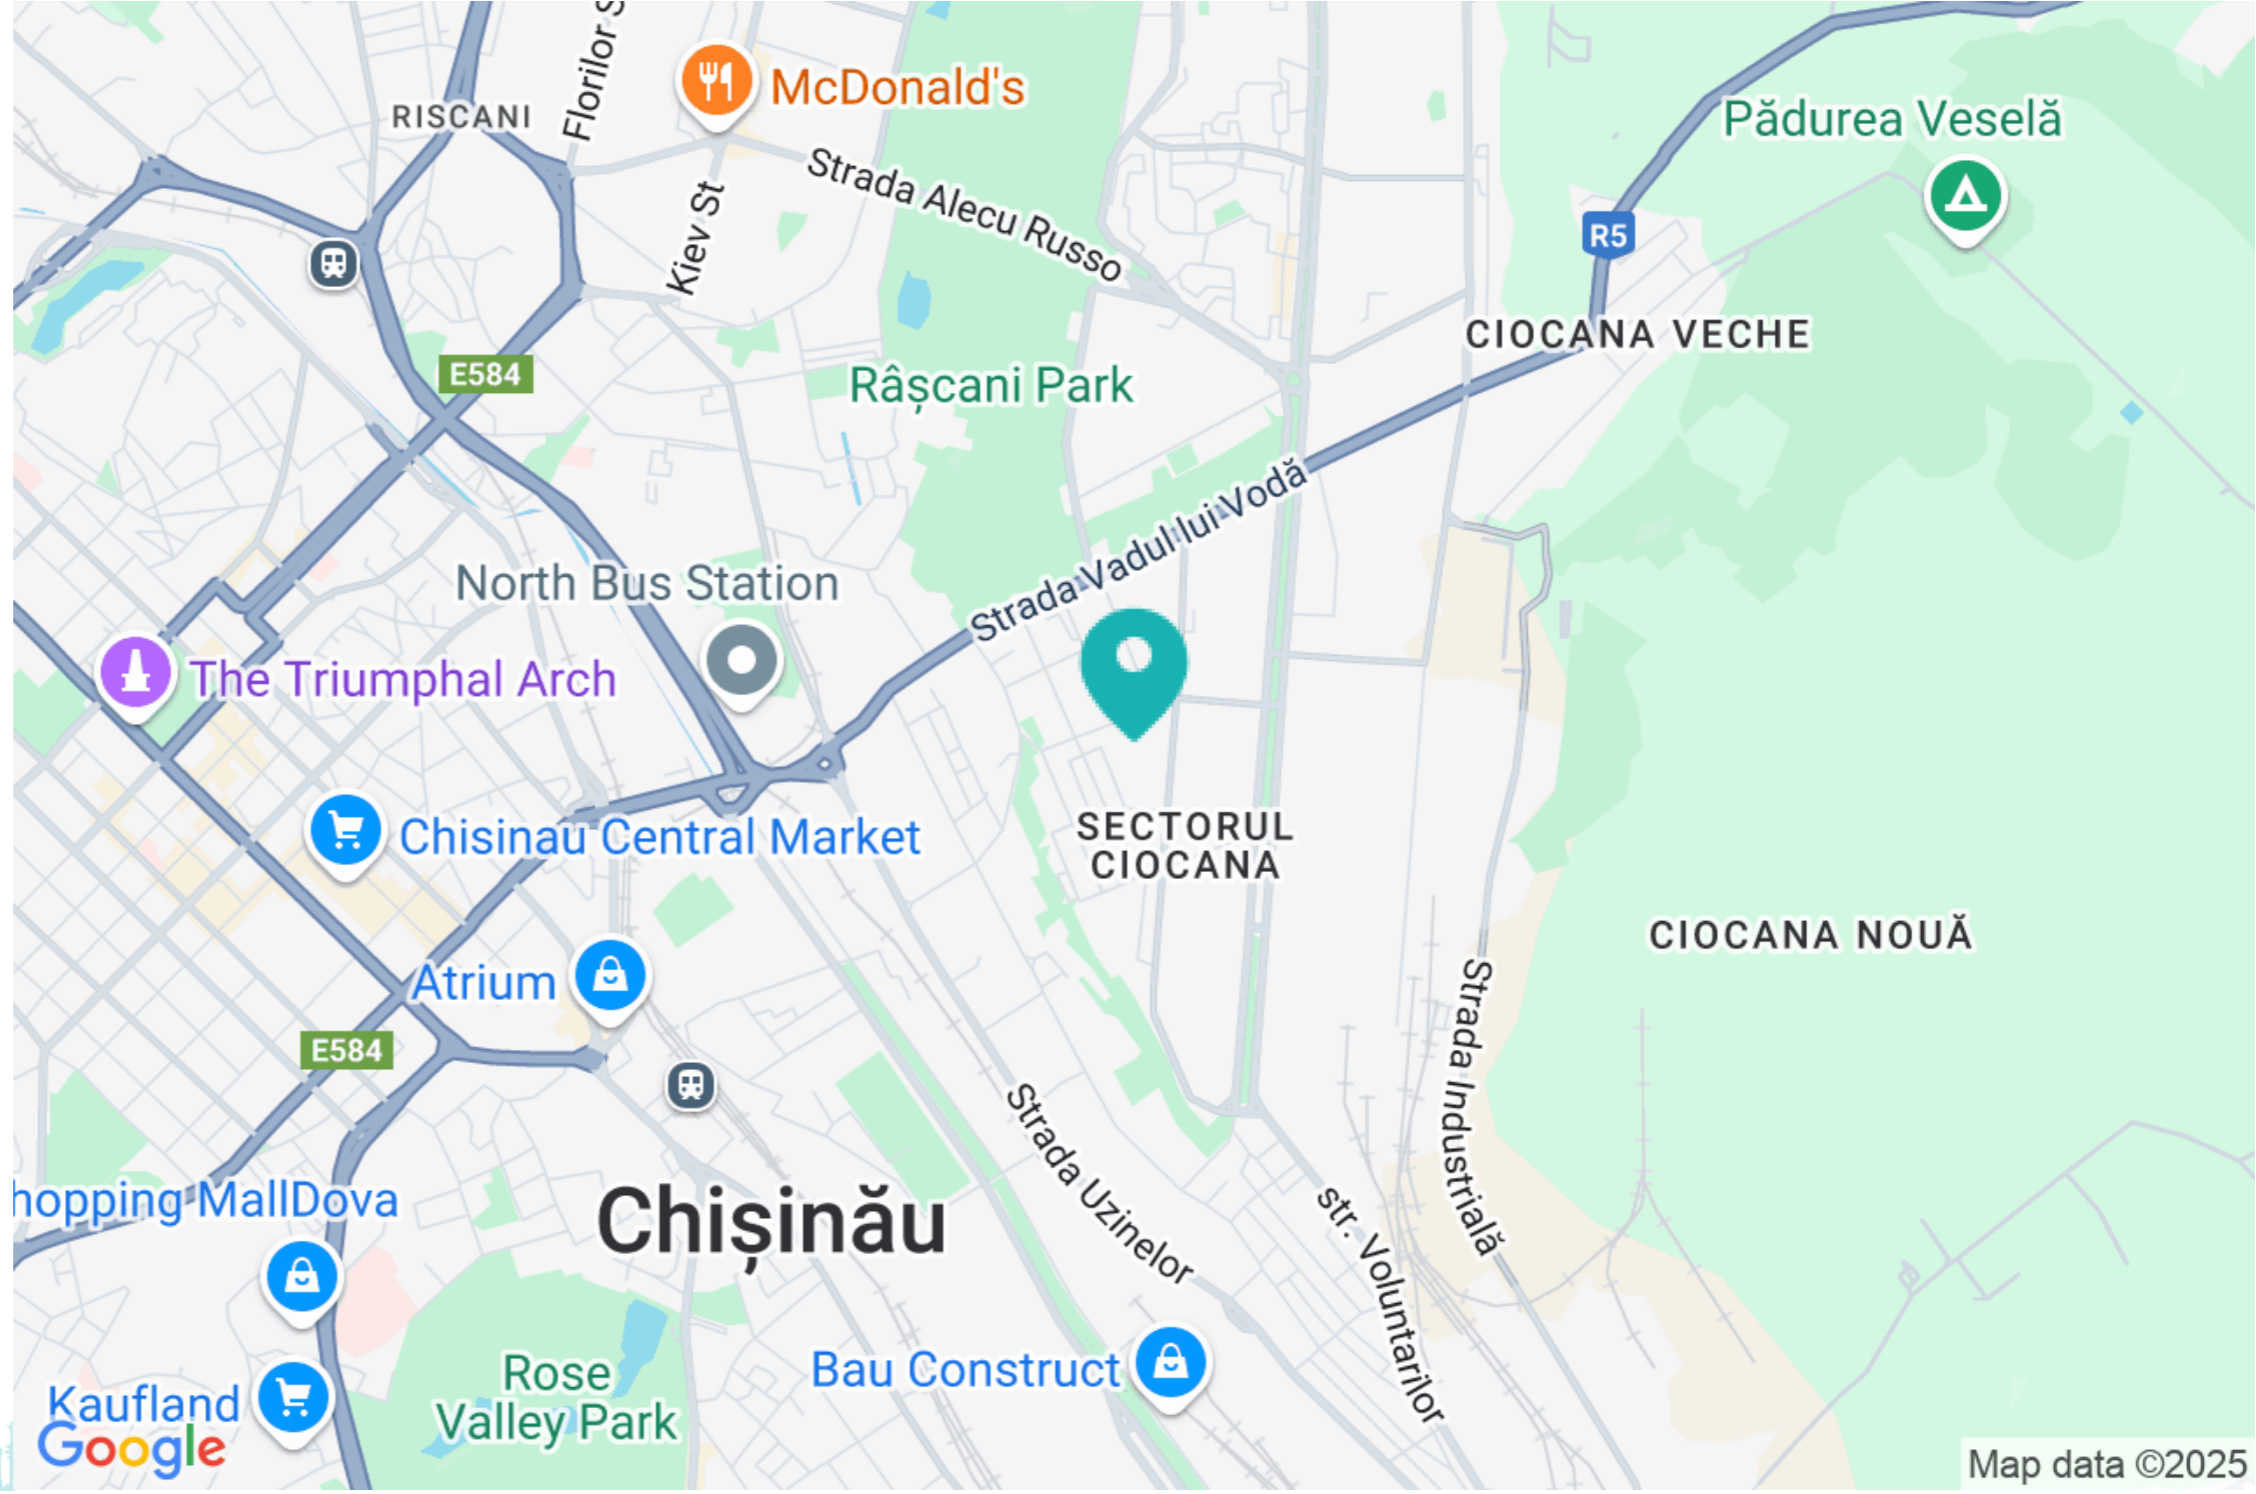 Florilor S
McDonald's
RISCANI
Pădurea Veselă
Strada Alecu Russo
Kiev St
R5
CIOCANA VECHE
E584
Râșcani Park
Strada Vadul lui Vodă
North Bus Station
The Triumphal Arch
Chisinau Central Market
SECTORUL
CIOCANA
CIOCANA NOUĂ
Atrium
E584
Strada Industrială
Strada Uzinelor
hopping MallDova
Chișinău
str. Voluntarilor
Bau Construct
Rose
Valley Park
Kaufland
Google
Map data ©2025